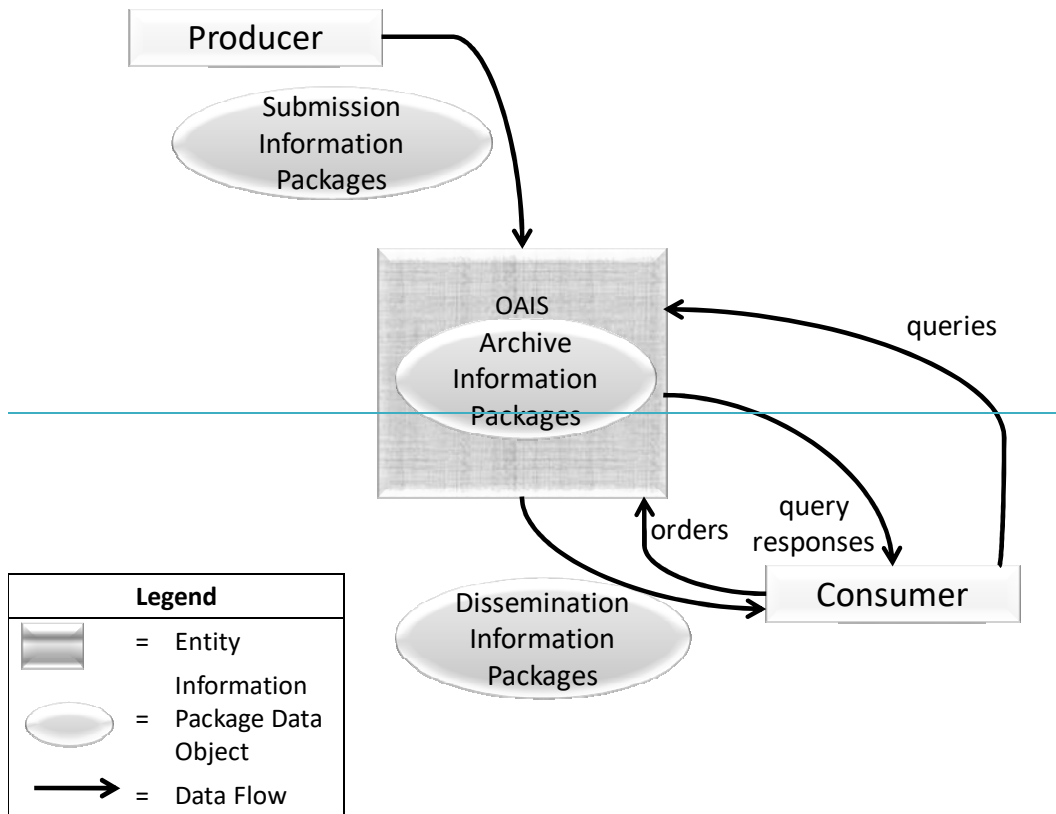 Producer
Submission
Information
Packages
OAIS
Archive
Information
Packages
queries
query
responses
orders
Consumer
Dissemination
Information
Packages
Legend
= Entity
Information
= Package Data
Object
= Data Flow